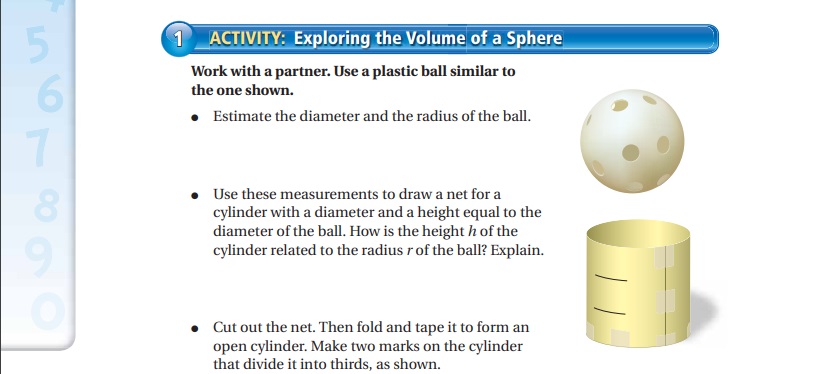 1 ACTIVITY: Exploring the Volume of a Sphere
Work with a partner. Use a plastic ball similar to
the one shown.
● Estimate the diameter and the radius of the ball.
● Use these measurements to draw a net for a
cylinder with a diameter and a height equal to the
diameter of the ball. How is the height h of the
cylinder related to the radius r of the ball? Explain.
● Cut out the net. Then fold and tape it to form an
open cylinder. Make two marks on the cylinder
that divide it into thirds, as shown.
5
6
7
8
9
0